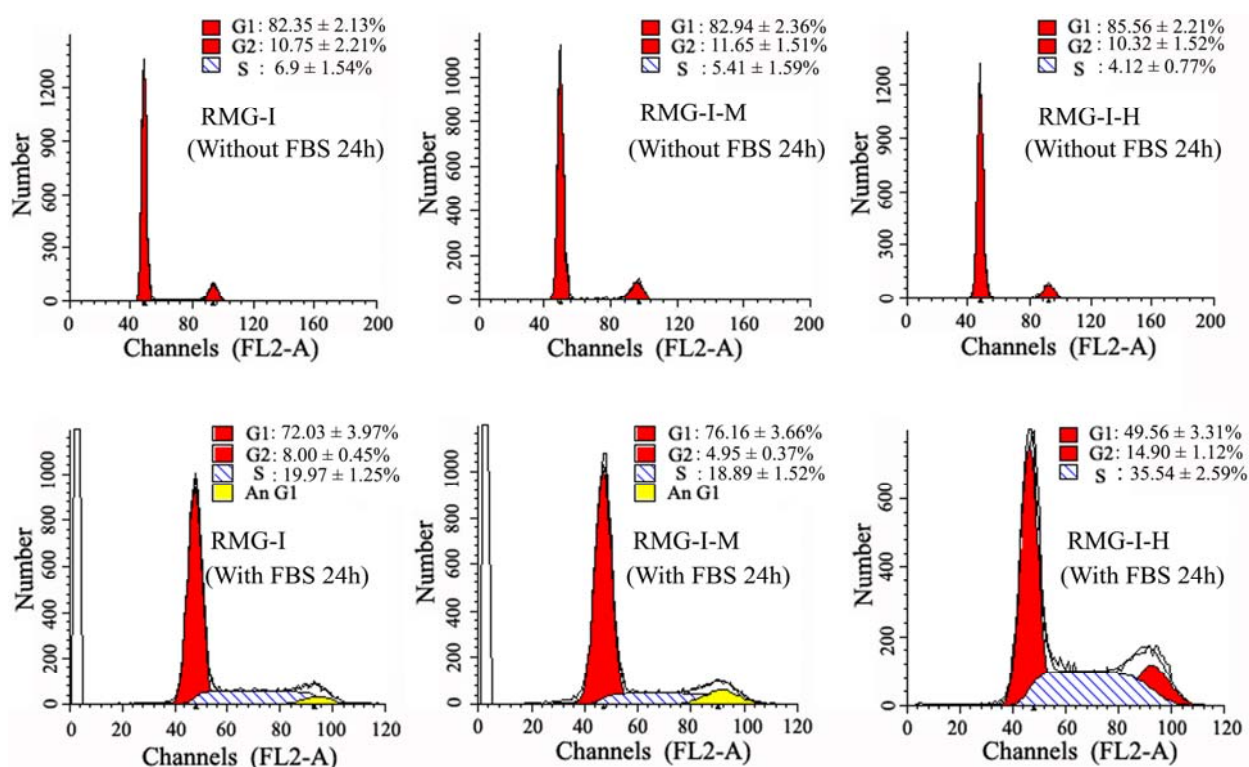 G1: 82.35 ± 2.13%
G2: 10.75 ± 2.21%
S : 6.9 ± 1.54%
RMG-I
(Without FBS 24h)
Number
0 300 600 900 1200
0 40 80 120 160 200
Channels (FL2-A)
G1: 82.94 ± 2.36%
G2: 11.65 ± 1.51%
S : 5.41 ± 1.59%
RMG-I-M
(Without FBS 24h)
Number
0 200 400 600 800 1000
0 40 80 120 160 200
Channels (FL2-A)
G1: 85.56 ± 2.21%
G2: 10.32 ± 1.52%
S : 4.12 ± 0.77%
RMG-I-H
(Without FBS 24h)
Number
0 300 600 900 1200
0 40 80 120 160 200
Channels (FL2-A)
G1: 72.03 ± 3.97%
G2: 8.00 ± 0.45%
S : 19.97 ± 1.25%
An G1
RMG-I
(With FBS 24h)
Number
0 200 400 600 800 1000
0 20 40 60 80 100 120
Channels (FL2-A)
G1: 76.16 ± 3.66%
G2: 4.95 ± 0.37%
S : 18.89 ± 1.52%
An G1
RMG-I-M
(With FBS 24h)
Number
0 200 400 600 800 1000
0 20 40 60 80 100 120
Channels (FL2-A)
G1: 49.56 ± 3.31%
G2: 14.90 ± 1.12%
S : 35.54 ± 2.59%
RMG-I-H
(With FBS 24h)
Number
0 200 400 600
0 20 40 60 80 100 120
Channels (FL2-A)